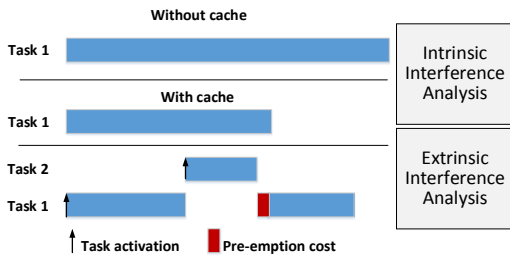 Without cache
Task 1
Intrinsic
Interference
Analysis
With cache
Task 1
Task 2
Task 1
Extrinsic
Interference
Analysis
Task activation
Pre-emption cost